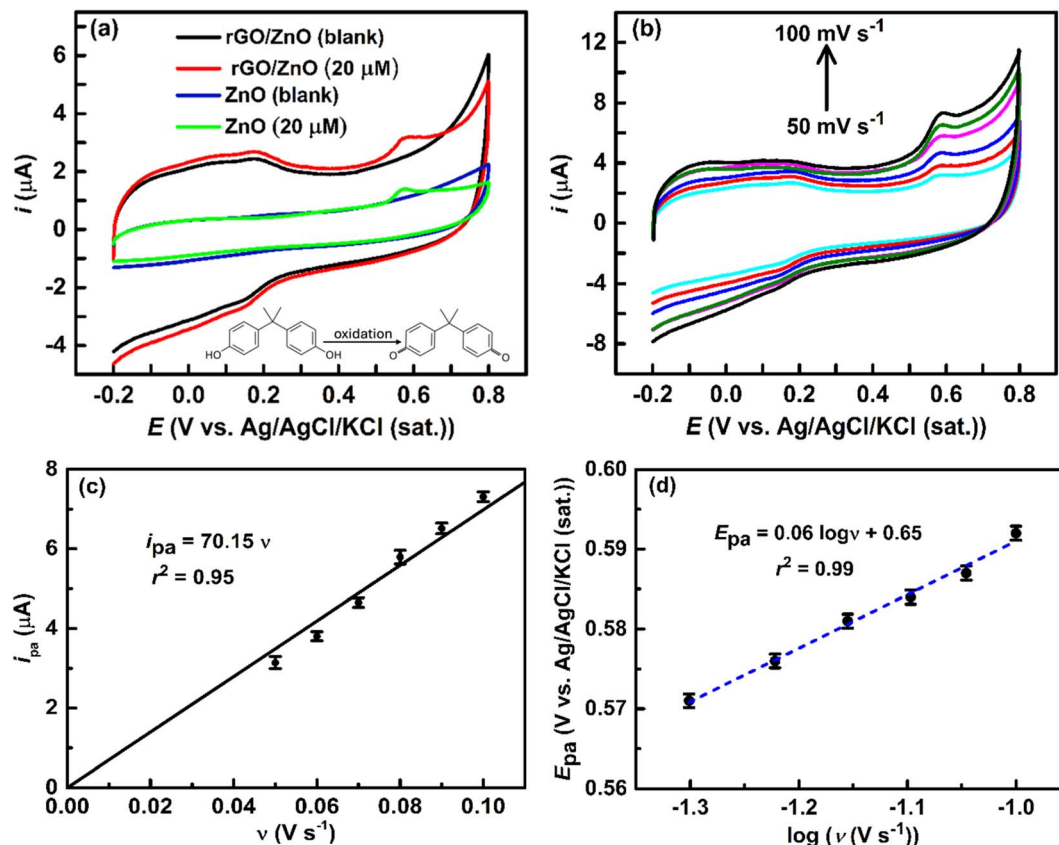 (a)
rGO/ZnO (blank)
rGO/ZnO (20 μM)
ZnO (blank)
ZnO (20 μM)
6
4
2
0
-2
-4
i (μA)
HO
OH
oxidation
O
O
-0.2 0.0 0.2 0.4 0.6 0.8
E (V vs. Ag/AgCl/KCl (sat.))
(b)
100 mV s⁻¹
50 mV s⁻¹
12
8
4
0
-4
-8
i (μA)
-0.2 0.0 0.2 0.4 0.6 0.8
E (V vs. Ag/AgCl/KCl (sat.))
(c)
i_pa = 70.15 ν
r² = 0.95
8
6
4
2
0
i_pa (μA)
0.00 0.02 0.04 0.06 0.08 0.10
ν (V s⁻¹)
(d)
E_pa = 0.06 logν + 0.65
r² = 0.99
0.60
0.59
0.58
0.57
0.56
E_pa (V vs. Ag/AgCl/KCl (sat.))
-1.3 -1.2 -1.1 -1.0
log (ν (V s⁻¹))